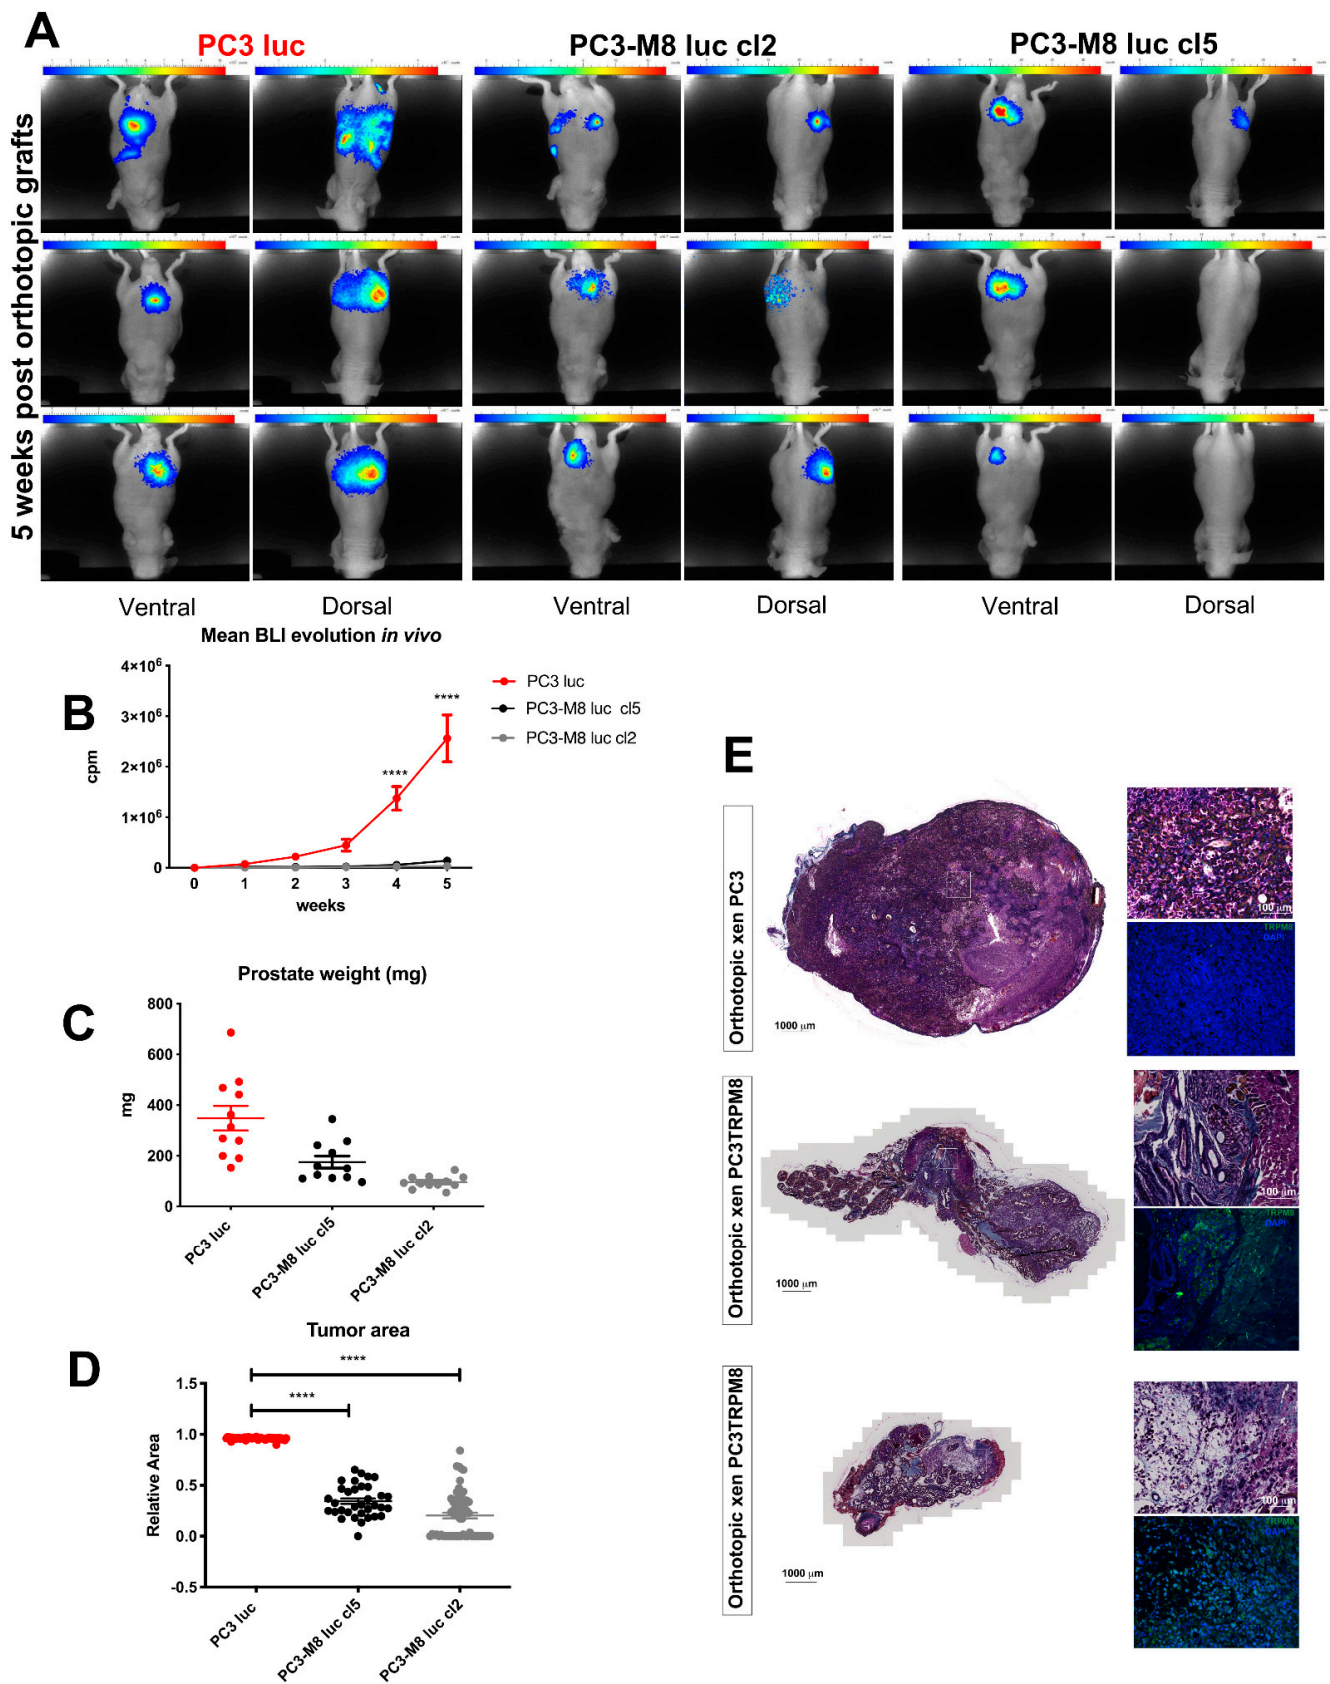 A
PC3 luc
PC3-M8 luc cl2
PC3-M8 luc cl5
5 weeks post orthotopic grafts
Ventral
Dorsal
Ventral
Dorsal
Ventral
Dorsal
Mean BLI evolution in vivo
B
4×10⁶
3×10⁶
2×10⁶
1×10⁶
0
cpm
0 1 2 3 4 5
weeks
****
****
PC3 luc
PC3-M8 luc cl5
PC3-M8 luc cl2
C
Prostate weight (mg)
800
600
400
200
0
mg
PC3 luc
PC3-M8 luc cl5
PC3-M8 luc cl2
D
Tumor area
****
****
1.5
1.0
0.5
0.0
-0.5
Relative Area
PC3 luc
PC3-M8 luc cl5
PC3-M8 luc cl2
E
Orthotopic xen PC3
1000 µm
100 µm
TRPM8
DAPI
Orthotopic xen PC3TRPM8
1000 µm
100 µm
TRPM8
DAPI
Orthotopic xen PC3TRPM8
1000 µm
100 µm
TRPM8
DAPI